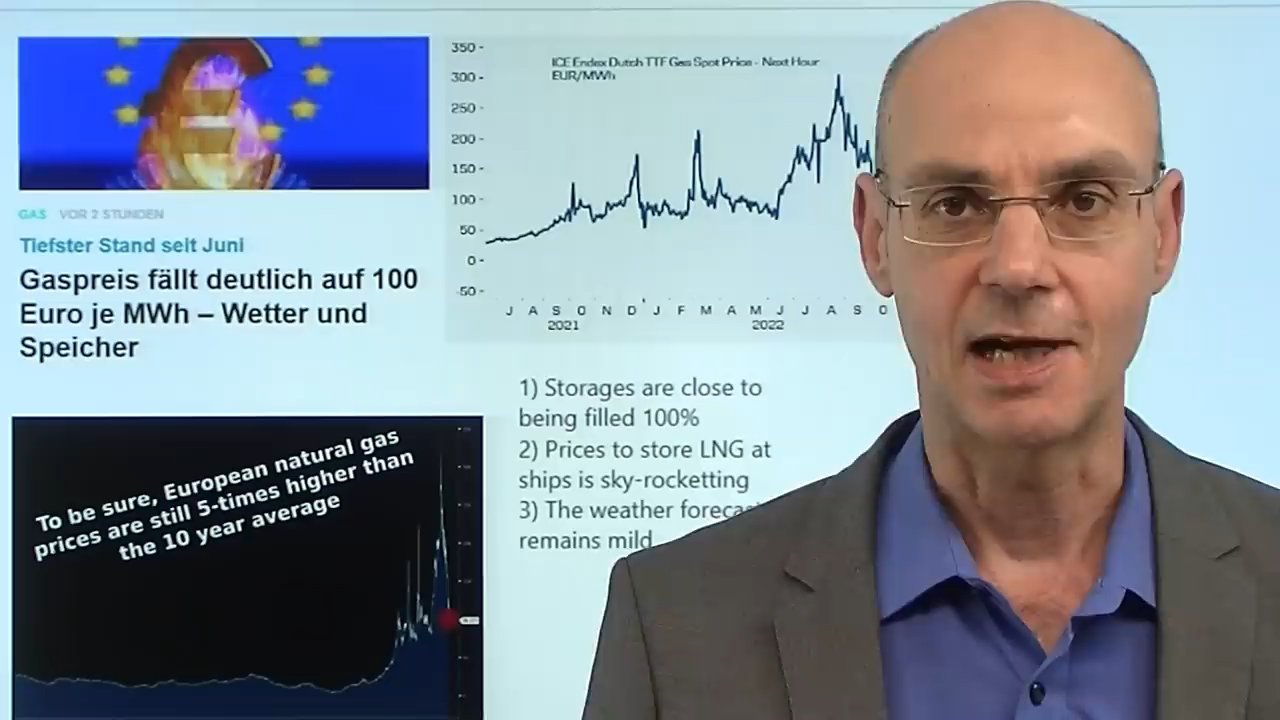 GAS VOR 2 STUNDEN
Tiefster Stand seit Juni
Gaspreis fällt deutlich auf 100
Euro je MWh – Wetter und
Speicher
ICE Endex Dutch TTF Gas Spot Price - Next Hour
EUR/MWh
350
300
250
200
150
100
50
0
50
J A S O N D J F M A M J J A S O
2021 2022
1) Storages are close to
being filled 100%
2) Prices to store LNG at
ships is sky-rocketting
3) The weather forecas
remains mild
To be sure, European natural gas
prices are still 5-times higher than
the 10 year average